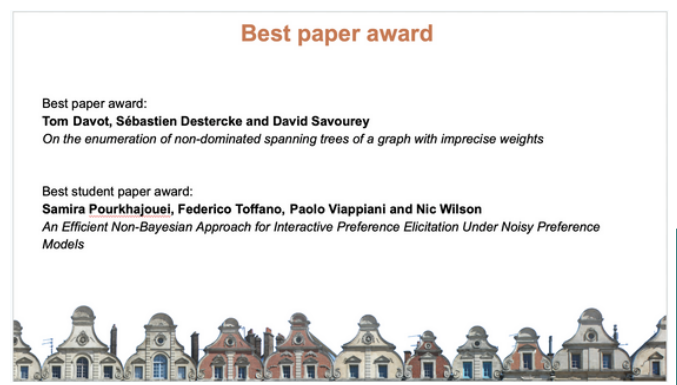 Best paper award
Best paper award:
Tom Davot, Sébastien Destercke and David Savourey
On the enumeration of non-dominated spanning trees of a graph with imprecise weights
Best student paper award:
Samira Pourkhajouei, Federico Toffano, Paolo Viappiani and Nic Wilson
An Efficient Non-Bayesian Approach for Interactive Preference Elicitation Under Noisy Preference
Models